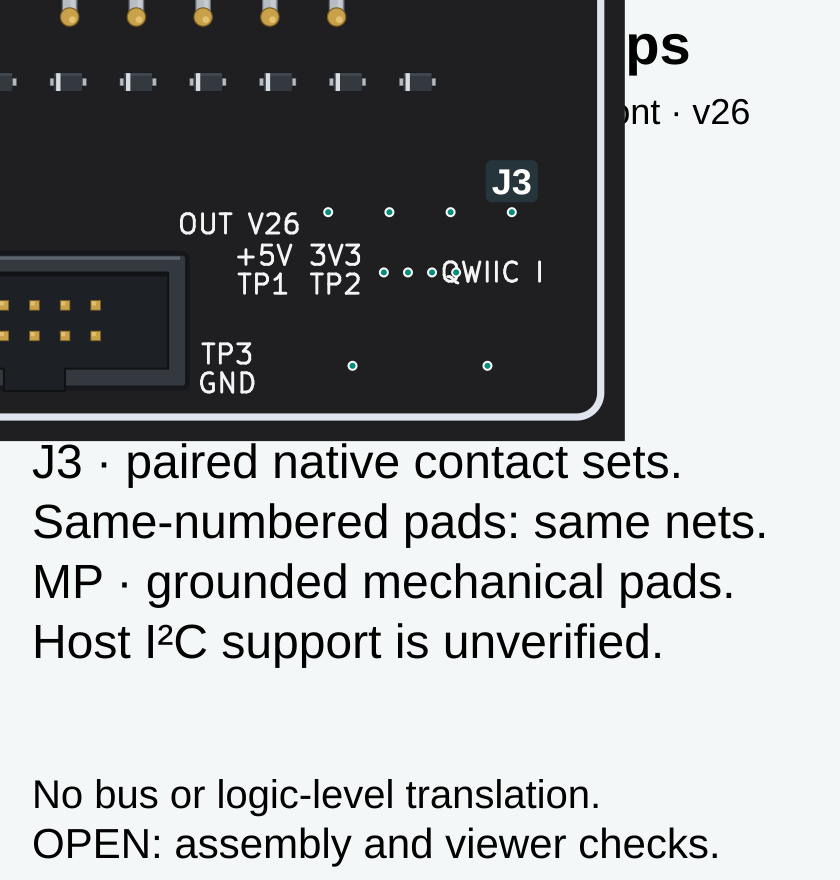 ps
nt · v26
J3
OUT V26
+5V 3V3
TP1 TP2
QWIIC I
TP3
GND
J3 · paired native contact sets.
Same-numbered pads: same nets.
MP · grounded mechanical pads.
Host I²C support is unverified.
No bus or logic-level translation.
OPEN: assembly and viewer checks.